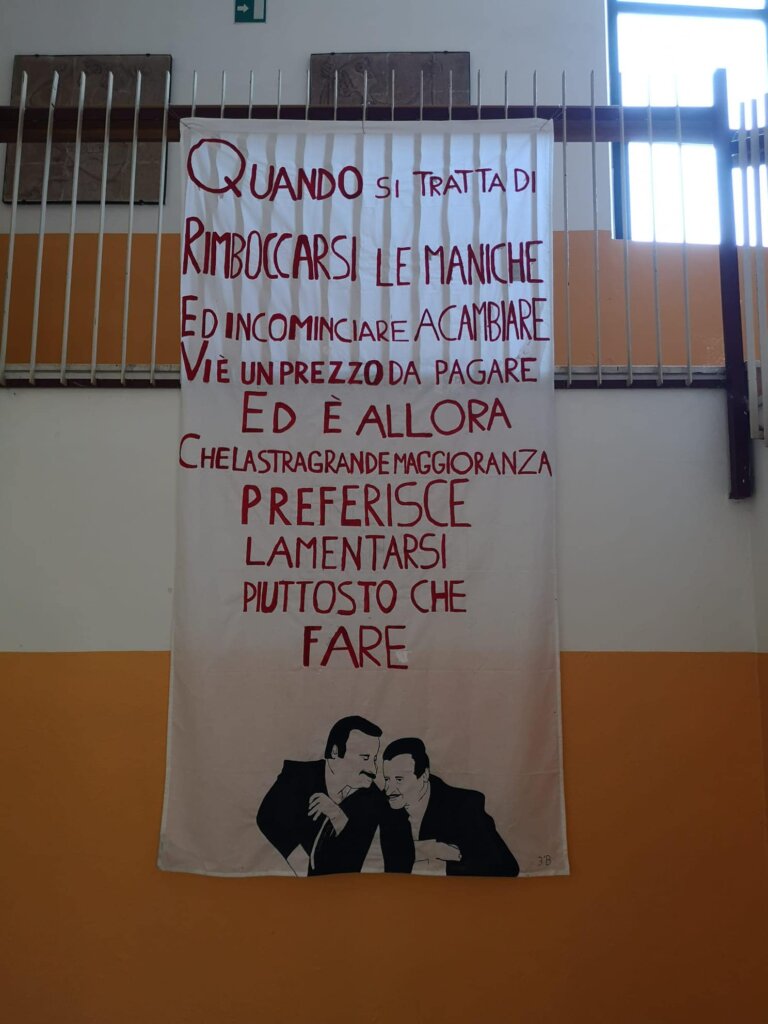 QUANDO SI TRATTA DI
RIMBOCCARSI LE MANICHE
ED INCOMINCIARE A CAMBIARE
VI È UN PREZZO DA PAGARE
ED È ALLORA
CHE LA STRAGRANDE MAGGIORANZA
PREFERISCE
LAMENTARSI
PIUTTOSTO CHE
FARE
3°B